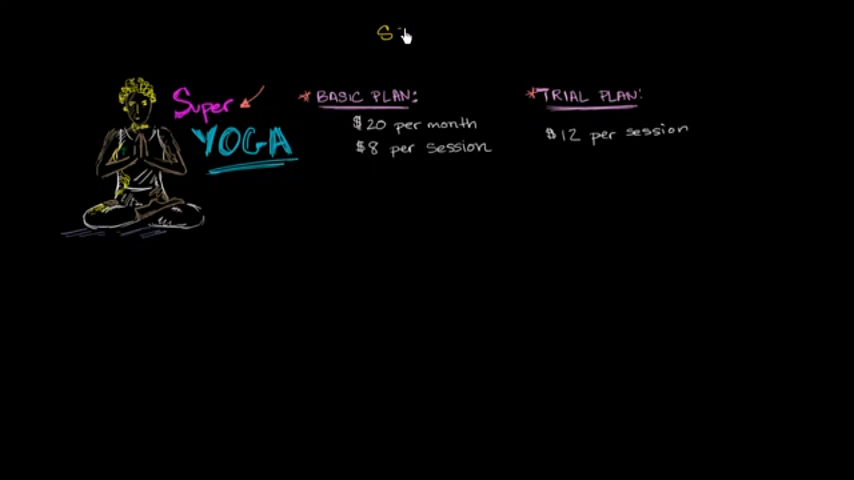 S
Super
YOGA
* BASIC PLAN:
$20 per month
$8 per session
* TRIAL PLAN:
$12 per session